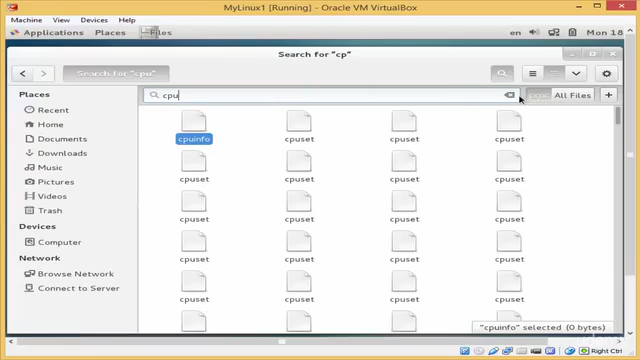 MyLinux1 [Running] - Oracle VM VirtualBox
Machine View Devices Help
Applications Places Files en Mon 18
Search for "cp"
Search for "cpu"
Places
cpu
All Files
Recent
Home
Documents
Downloads
Music
Pictures
Videos
Trash
Devices
Computer
Network
Browse Network
Connect to Server
cpuinfo cpuset cpuset cpuset
cpuset cpuset cpuset cpuset
cpuset cpuset cpuset cpuset
cpuset cpuset cpuset cpuset
cpuset cpuset cpuset cpuset
"cpuinfo" selected (0 bytes)
Right Ctrl